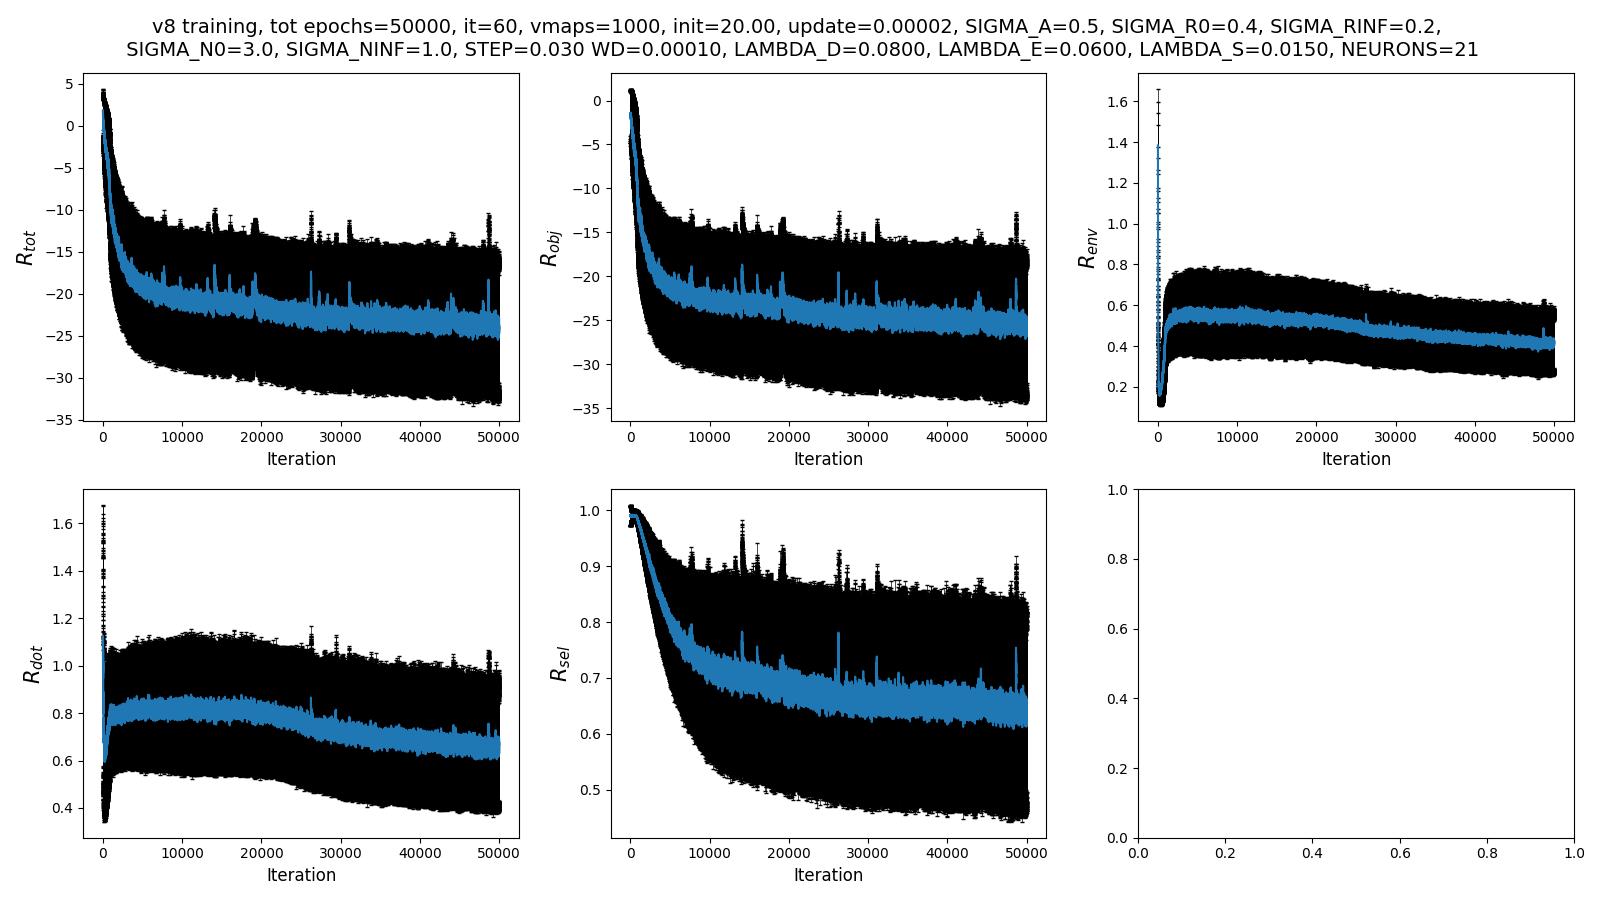 v8 training, tot epochs=50000, it=60, vmaps=1000, init=20.00, update=0.00002, SIGMA_A=0.5, SIGMA_R0=0.4, SIGMA_RINF=0.2,
SIGMA_N0=3.0, SIGMA_NINF=1.0, STEP=0.030 WD=0.00010, LAMBDA_D=0.0800, LAMBDA_E=0.0600, LAMBDA_S=0.0150, NEURONS=21
R_tot
5
0
−5
−10
−15
−20
−25
−30
−35
0 10000 20000 30000 40000 50000
Iteration
R_obj
0
−5
−10
−15
−20
−25
−30
−35
0 10000 20000 30000 40000 50000
Iteration
R_env
1.6
1.4
1.2
1.0
0.8
0.6
0.4
0.2
0 10000 20000 30000 40000 50000
Iteration
R_dot
1.6
1.4
1.2
1.0
0.8
0.6
0.4
0 10000 20000 30000 40000 50000
Iteration
R_sel
1.0
0.9
0.8
0.7
0.6
0.5
0 10000 20000 30000 40000 50000
Iteration
1.0
0.8
0.6
0.4
0.2
0.0
0.0 0.2 0.4 0.6 0.8 1.0